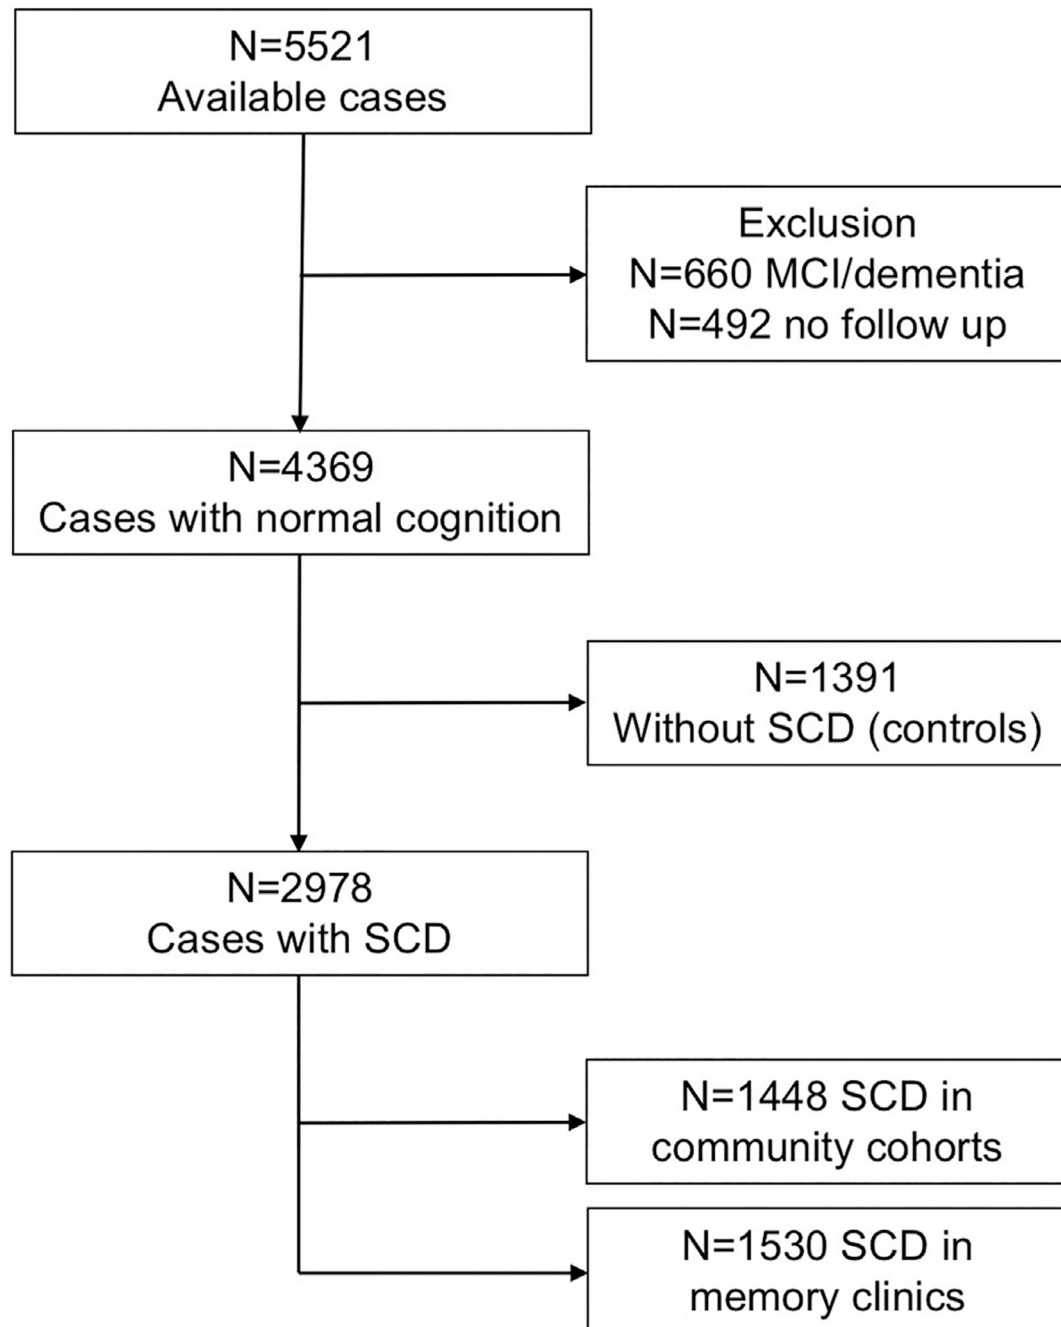 N=5521
Available cases
Exclusion
N=660 MCI/dementia
N=492 no follow up
N=4369
Cases with normal cognition
N=1391
Without SCD (controls)
N=2978
Cases with SCD
N=1448 SCD in
community cohorts
N=1530 SCD in
memory clinics